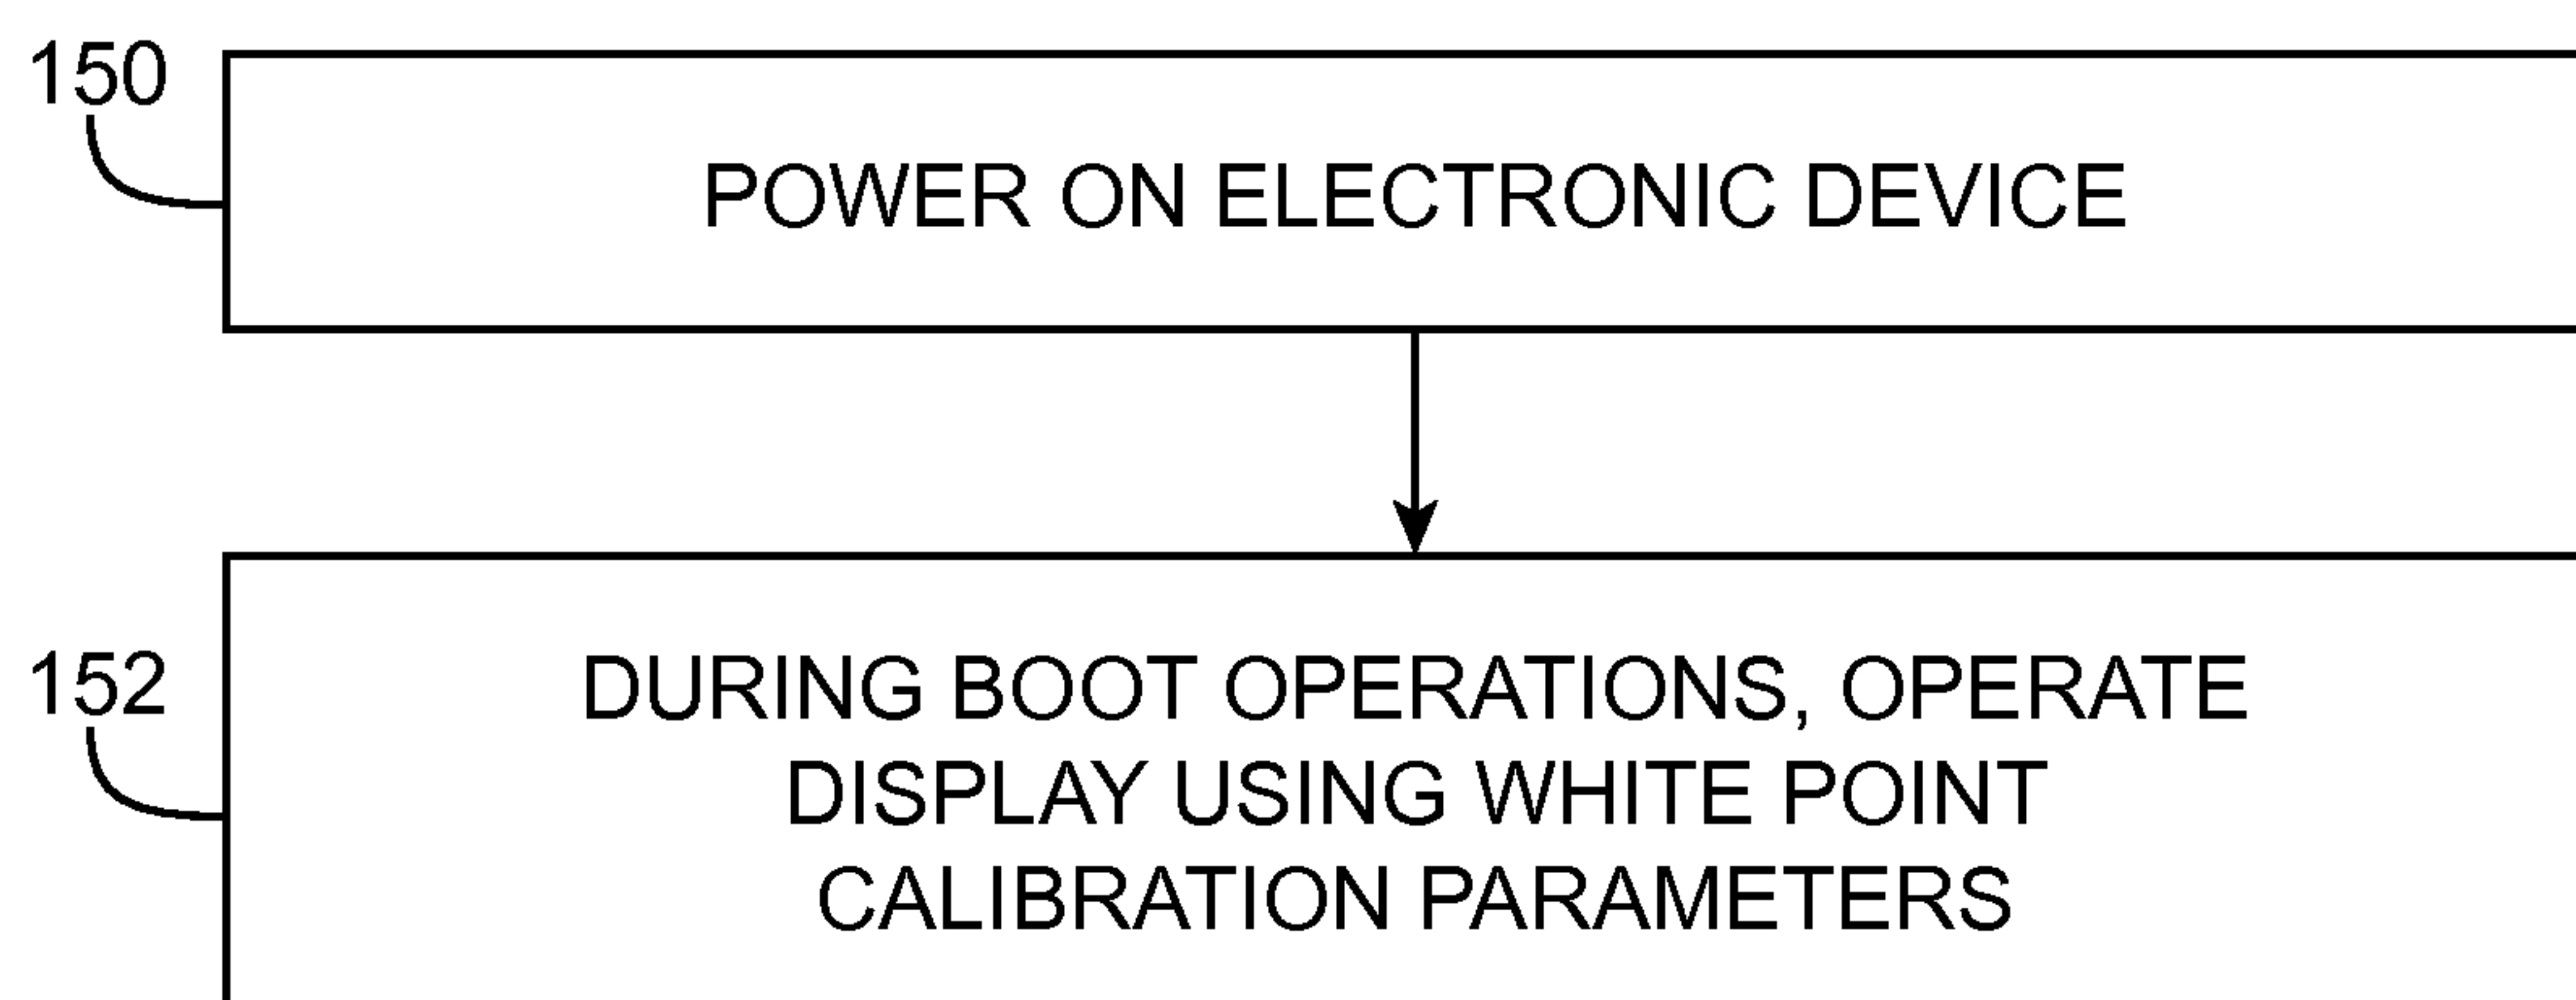 150
POWER ON ELECTRONIC DEVICE
152
DURING BOOT OPERATIONS, OPERATE
DISPLAY USING WHITE POINT
CALIBRATION PARAMETERS